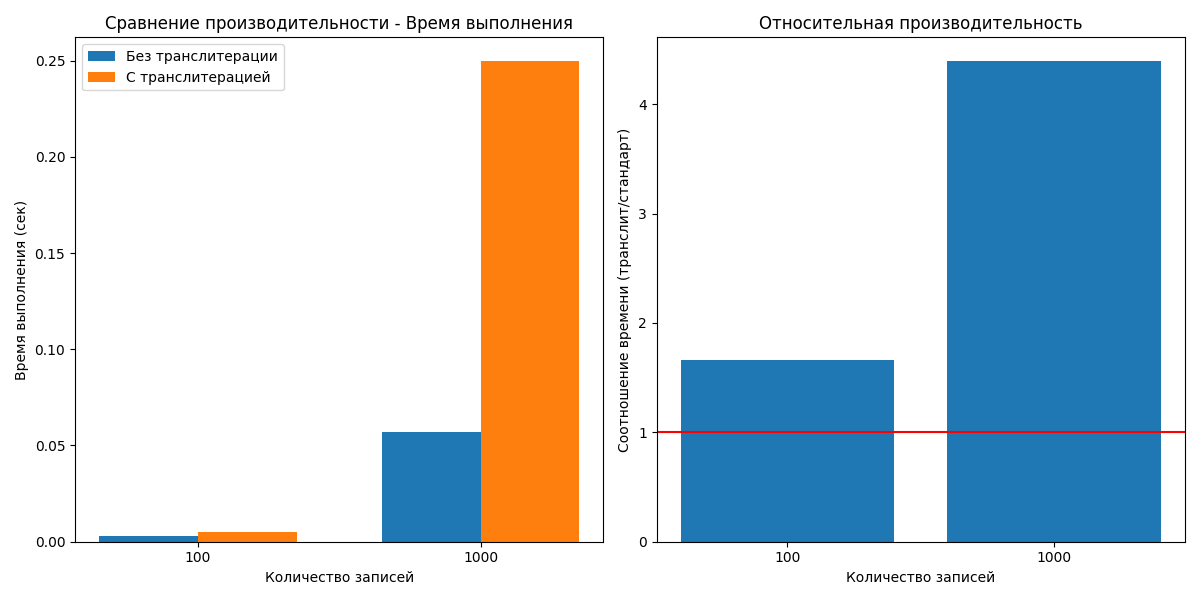 Сравнение производительности - Время выполнения
Без транслитерации
С транслитерацией
Время выполнения (сек)
0.25
0.20
0.15
0.10
0.05
0.00
100
1000
Количество записей
Относительная производительность
Соотношение времени (транслит/стандарт)
4
3
2
1
0
100
1000
Количество записей